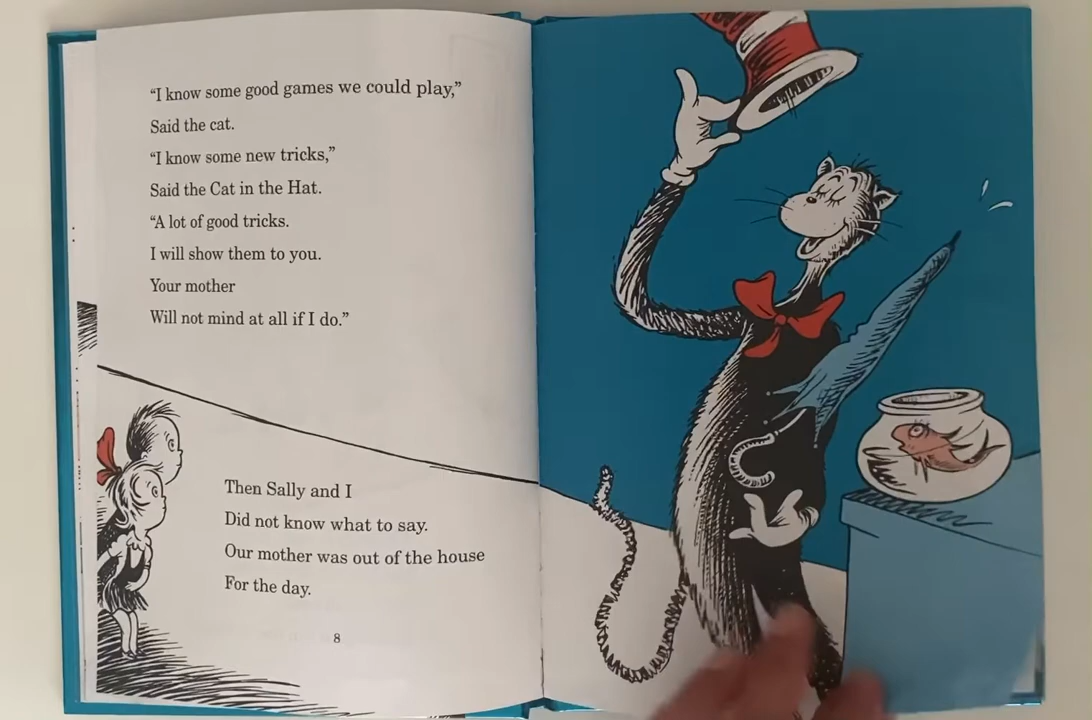 “I know some good games we could play,”
Said the cat.
“I know some new tricks,”
Said the Cat in the Hat.
“A lot of good tricks.
I will show them to you.
Your mother
Will not mind at all if I do.”
Then Sally and I
Did not know what to say.
Our mother was out of the house
For the day.
8